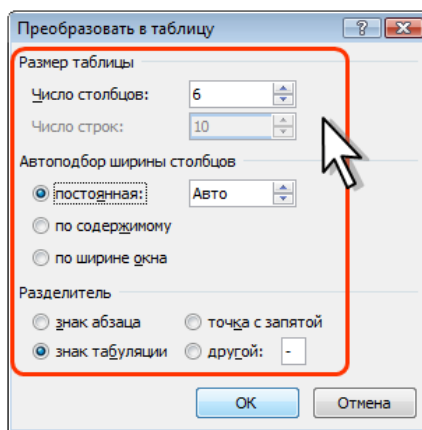 Преобразовать в таблицу
Размер таблицы
Число столбцов: 6
Число строк: 10
Автоподбор ширины столбцов
постоянная: Авто
по содержимому
по ширине окна
Разделитель
знак абзаца точка с запятой
знак табуляции другой: -
ОК Отмена